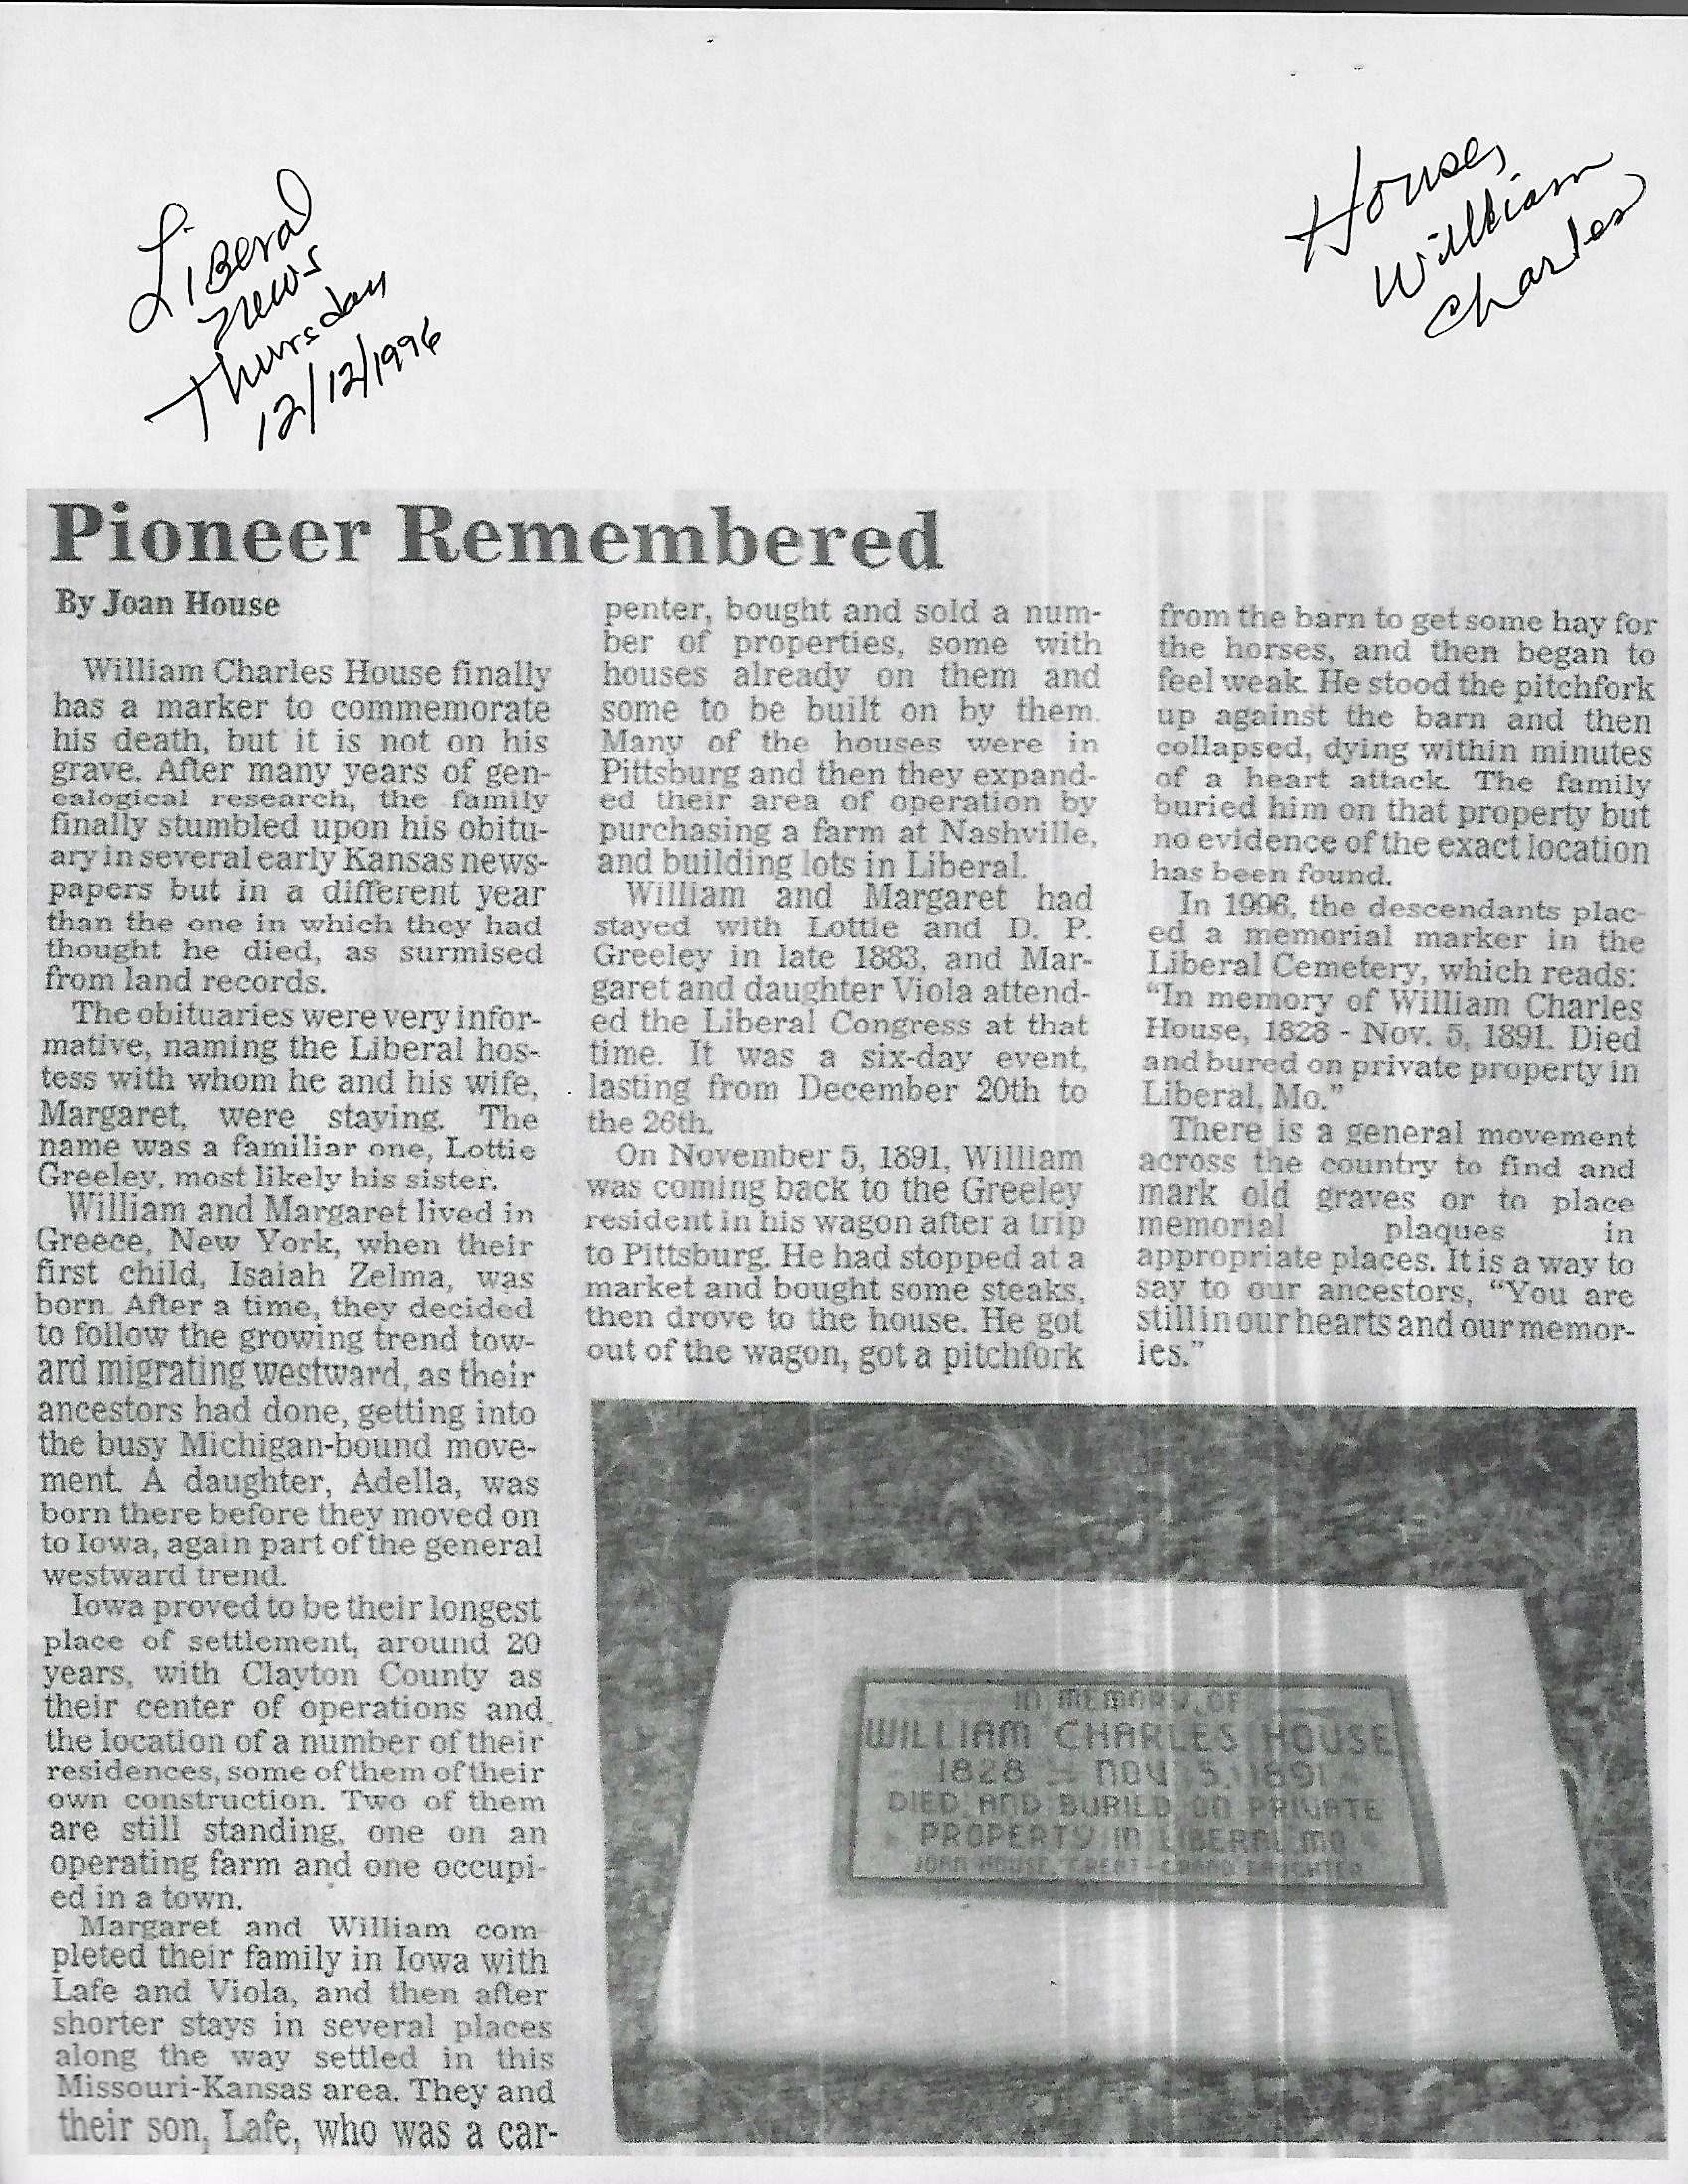 Liberal
News
Thursday
12/12/1996
House,
William
Charles
Pioneer Remembered
By Joan House
William Charles House finally
has a marker to commemorate
his death, but it is not on his
grave. After many years of gen-
ealogical research, the family
finally stumbled upon his obitu-
ary in several early Kansas news-
papers but in a different year
than the one in which they had
thought he died, as surmised
from land records.
The obituaries were very infor-
mative, naming the Liberal hos-
tess with whom he and his wife,
Margaret, were staying. The
name was a familiar one, Lottie
Greeley, most likely his sister.
William and Margaret lived in
Greece, New York, when their
first child, Isaiah Zelma, was
born. After a time, they decided
to follow the growing trend tow-
ard migrating westward, as their
ancestors had done, getting into
the busy Michigan-bound move-
ment. A daughter, Adella, was
born there before they moved on
to Iowa, again part of the general
westward trend.
Iowa proved to be their longest
place of settlement, around 20
years, with Clayton County as
their center of operations and
the location of a number of their
residences, some of them of their
own construction. Two of them
are still standing, one on an
operating farm and one occupi-
ed in a town.
Margaret and William com-
pleted their family in Iowa with
Lafe and Viola, and then after
shorter stays in several places
along the way settled in this
Missouri-Kansas area. They and
their son, Lafe, who was a car-
penter, bought and sold a num-
ber of properties, some with
houses already on them and
some to be built on by them.
Many of the houses were in
Pittsburg and then they expand-
ed their area of operation by
purchasing a farm at Nashville,
and building lots in Liberal.
William and Margaret had
stayed with Lottie and D. P.
Greeley in late 1883, and Mar-
garet and daughter Viola attend-
ed the Liberal Congress at that
time. It was a six-day event,
lasting from December 20th to
the 26th.
On November 5, 1891, William
was coming back to the Greeley
resident in his wagon after a trip
to Pittsburg. He had stopped at a
market and bought some steaks,
then drove to the house. He got
out of the wagon, got a pitchfork
from the barn to get some hay for
the horses, and then began to
feel weak. He stood the pitchfork
up against the barn and then
collapsed, dying within minutes
of a heart attack. The family
buried him on that property but
no evidence of the exact location
has been found.
In 1996, the descendants plac-
ed a memorial marker in the
Liberal Cemetery, which reads:
"In memory of William Charles
House, 1828 - Nov. 5, 1891. Died
and bured on private property in
Liberal, Mo."
There is a general movement
across the country to find and
mark old graves or to place
memorial plaques in
appropriate places. It is a way to
say to our ancestors, "You are
still in our hearts and our memor-
ies."
IN MEMORY OF
WILLIAM CHARLES HOUSE
1828 - NOV 5, 1891
DIED AND BURIED ON PRIVATE
PROPERTY IN LIBERAL MO
JOAN HOUSE, GREAT-GRAND DAUGHTER